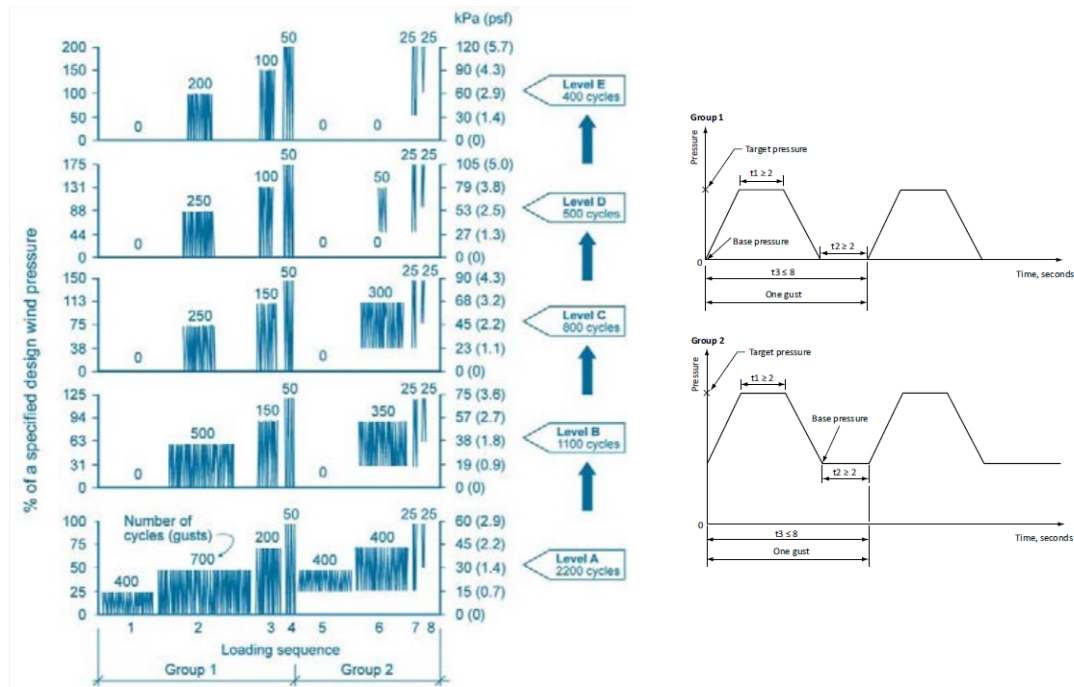 kPa (psf)
50
25 25
200
120 (5.7)
100
150
90 (4.3)
200
Level E
400 cycles
100
60 (2.9)
50
30 (1.4)
0
0
0
0
0 (0)
50
25 25
175
105 (5.0)
100
50
131
79 (3.8)
250
Level D
500 cycles
88
53 (2.5)
44
27 (1.3)
0
0
0
0
0 (0)
50
25 25
150
90 (4.3)
150
300
113
68 (3.2)
250
Level C
800 cycles
75
45 (2.2)
38
23 (1.1)
0
0
0
0 (0)
50
25 25
125
75 (3.6)
150
350
94
56 (2.7)
500
Level B
1100 cycles
63
38 (1.8)
31
19 (0.9)
0
0
0
0 (0)
50
25 25
100
60 (2.9)
Number of
cycles (gusts)
200
400
75
45 (2.2)
700
400
Level A
2200 cycles
50
30 (1.4)
400
25
15 (0.7)
0
0 (0)
1 2 3 4 5 6 7 8
Loading sequence
Group 1
Group 2
% of a specified design wind pressure
Group 1
Pressure
Target pressure
t1 ≥ 2
Base pressure
t2 ≥ 2
0
t3 ≤ 8
Time, seconds
One gust
Group 2
Pressure
Target pressure
t1 ≥ 2
Base pressure
t2 ≥ 2
0
t3 ≤ 8
Time, seconds
One gust